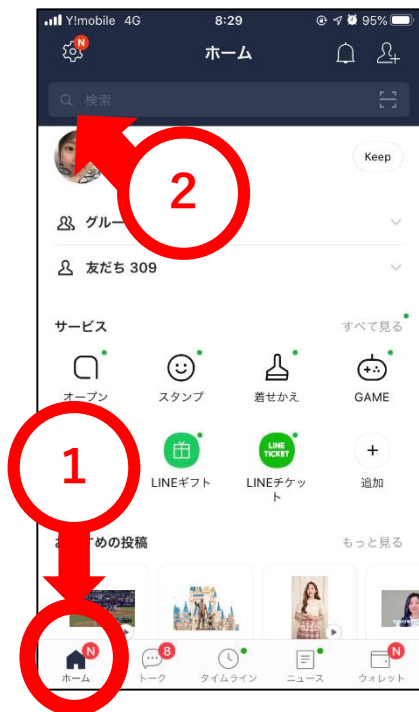 Y!mobile 4G 8:29 95%
N
ホーム
検索
2
Keep
グルー
友だち 309
サービス すべて見る
オープン スタンプ 着せかえ GAME
LINE TICKET
1
LINEギフト LINEチケット 追加
すめの投稿 もっと見る
N 8 N
ホーム トーク タイムライン ニュース ウォレット